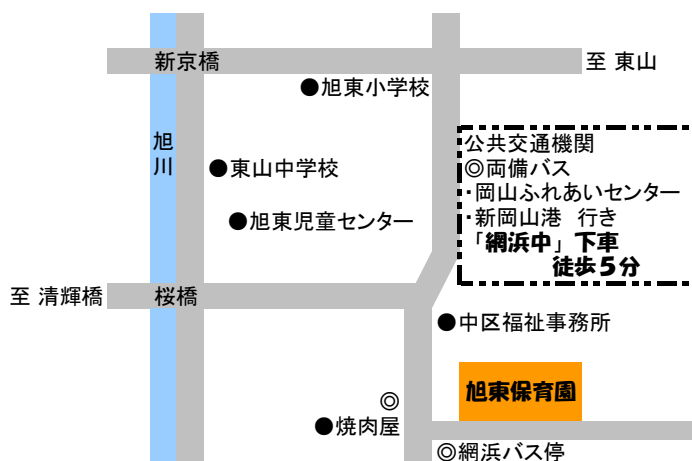 新京橋
至 東山
●旭東小学校
旭川
●東山中学校
●旭東児童センター
公共交通機関
◎両備バス
・岡山ふれあいセンター
・新岡山港　行き
「網浜中」下車
徒歩5分
至 清輝橋
桜橋
●中区福祉事務所
旭東保育園
◎
●焼肉屋
◎網浜バス停